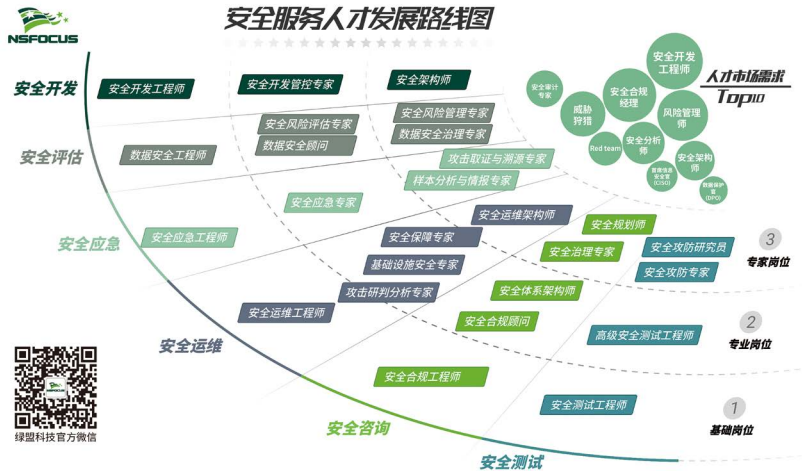 NSFOCUS
安全服务人才发展路线图
安全开发
安全开发工程师
安全开发管控专家
安全架构师
安全评估
数据安全工程师
安全风险评估专家
数据安全顾问
安全风险管理专家
数据安全治理专家
安全应急
安全应急工程师
安全应急专家
攻击取证与溯源专家
样本分析与情报专家
安全运维
安全运维工程师
安全保障专家
基础设施安全专家
攻击研判分析专家
安全运维架构师
安全咨询
安全合规工程师
安全合规顾问
安全体系架构师
安全治理专家
安全规划师
安全测试
安全测试工程师
高级安全测试工程师
安全攻防研究员
安全攻防专家
人才市场需求
Top10
安全开发
工程师
安全审计
专家
安全合规
经理
威胁
狩猎
风险管理
师
Red team
安全分析
师
安全架构
师
首席信息
安全官
(CISO)
数据保护
官
(DPO)
3
专家岗位
2
专业岗位
1
基础岗位
NSFOCUS
绿盟科技官方微信